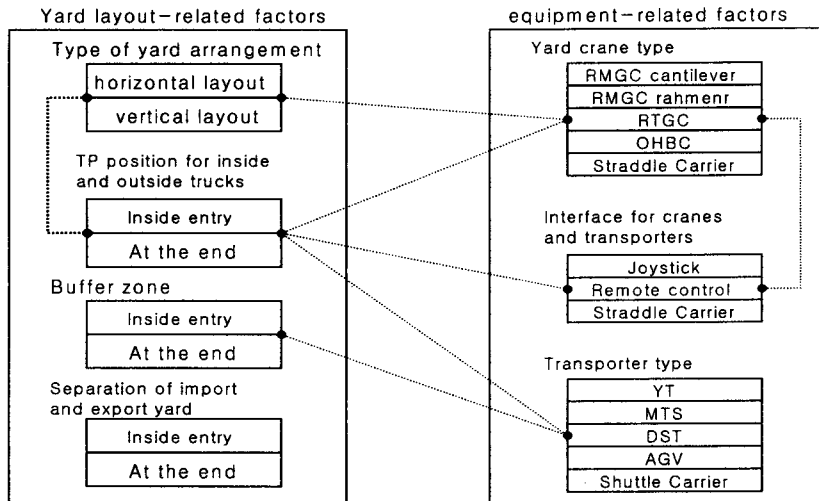 Yard layout-related factors
Type of yard arrangement
horizontal layout
vertical layout
TP position for inside
and outside trucks
Inside entry
At the end
Buffer zone
Inside entry
At the end
Separation of import
and export yard
Inside entry
At the end
equipment-related factors
Yard crane type
RMGC cantilever
RMGC rahmenr
RTGC
OHBC
Straddle Carrier
Interface for cranes
and transporters
Joystick
Remote control
Straddle Carrier
Transporter type
YT
MTS
DST
AGV
Shuttle Carrier